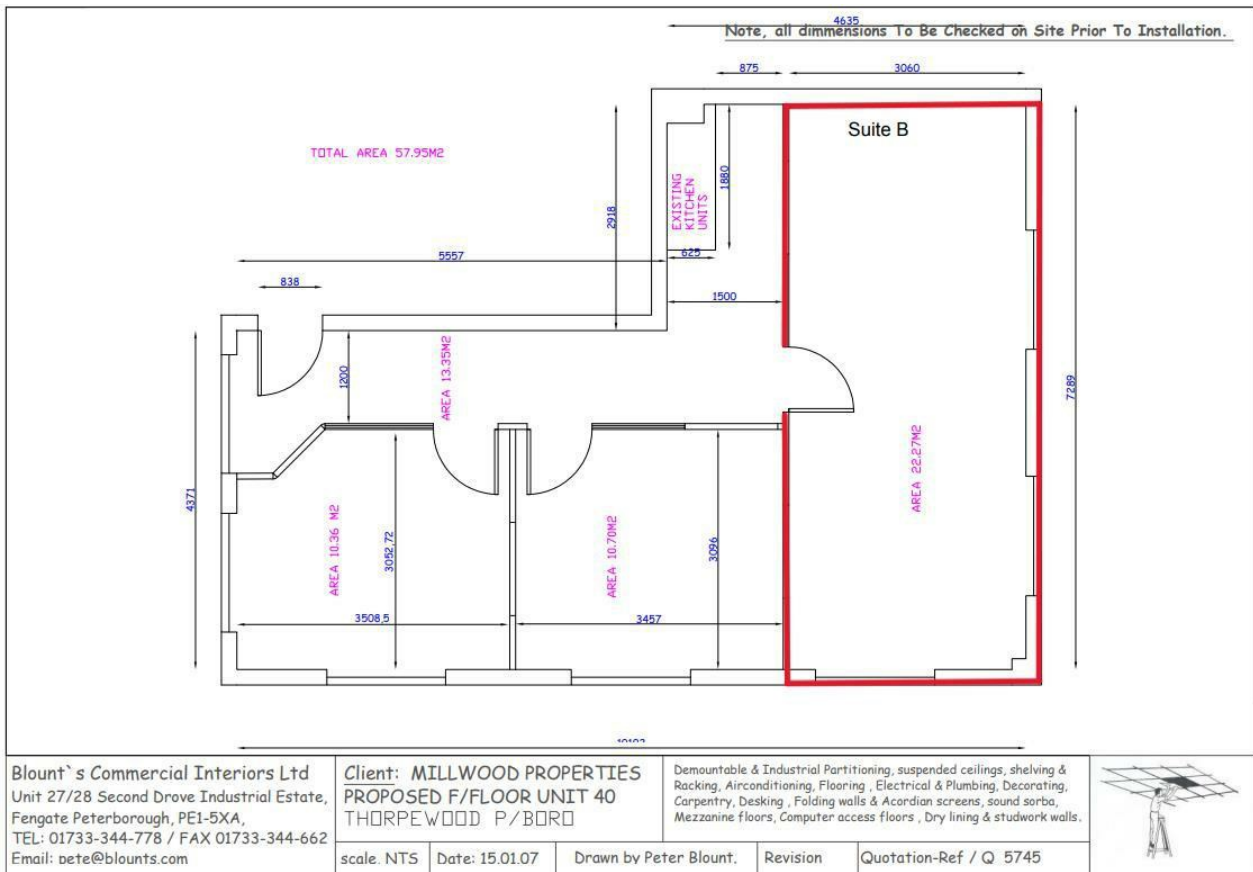 4635
Note, all dimmensions To Be Checked on Site Prior To Installation.
875
3060
Suite B
TOTAL AREA 57.95M2
EXISTING
KITCHEN
UNITS
1880
2918
5557
625
838
1500
1200
AREA 13.35M2
7289
4371
AREA 10.36 M2
3052,72
AREA 10.70M2
3096
AREA 22.27M2
3508,5
3457
Blount`s Commercial Interiors Ltd
Unit 27/28 Second Drove Industrial Estate,
Fengate Peterborough, PE1-5XA,
TEL: 01733-344-778 / FAX 01733-344-662
Email: pete@blounts.com
Client: MILLWOOD PROPERTIES
PROPOSED F/FLOOR UNIT 40
THORPEWOOD P/BORO
scale. NTS
Date: 15.01.07
Drawn by Peter Blount.
Revision
Quotation-Ref / Q 5745
Demountable & Industrial Partitioning, suspended ceilings, shelving &
Racking, Airconditioning, Flooring , Electrical & Plumbing, Decorating,
Carpentry, Desking , Folding walls & Acordian screens, sound sorba,
Mezzanine floors, Computer access floors , Dry lining & studwork walls.